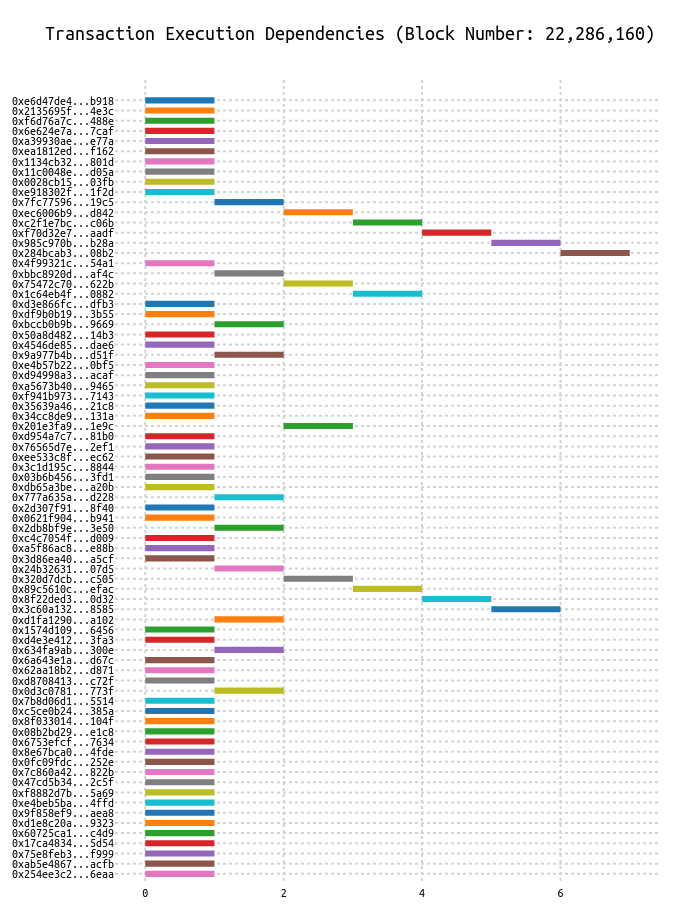 Transaction Execution Dependencies (Block Number: 22,286,160)
0xe6d47de4...b918
0x2135695f...4e3c
0xf6d76a7c...488e
0x6e624e7a...7caf
0xa39930ae...e77a
0xea1812ed...f162
0x1134cb32...801d
0x11c0048e...d05a
0x0028cb15...03fb
0xe918302f...1f2d
0x7fc77596...19c5
0xec6006b9...d842
0xc2f1e7bc...c06b
0xf70d32e7...aadf
0x985c970b...b28a
0x284bcab3...08b2
0x4f99321c...54a1
0xbbc8920d...af4c
0x75472c70...622b
0x1c64eb4f...0882
0xd3e866fc...dfb3
0xdf9b0b19...3b55
0xbccb0b9b...9669
0x50a8d482...14b3
0x4546de85...dae6
0x9a977b4b...d51f
0xe4b57b22...0bf5
0xd94998a3...acaf
0xa5673b40...9465
0xf941b973...7143
0x35639a46...21c8
0x34cc8de9...131a
0x201e3fa9...1e9c
0xd954a7c7...81b0
0x76565d7e...2ef1
0xee533c8f...ec62
0x3c1d195c...8844
0x03b6b456...3fd1
0xdb65a3be...a20b
0x777a635a...d228
0x2d307f91...8f40
0x0621f904...b941
0x2db8bf9e...3e50
0xc4c7054f...d009
0xa5f86ac8...e88b
0x3d86ea40...a5cf
0x24b32631...07d5
0x320d7dcb...c505
0x89c5610c...efac
0x8f22ded3...0d32
0x3c60a132...8585
0xd1fa1290...a102
0x1574d109...6456
0xd4e3e412...3fa3
0x634fa9ab...300e
0x6a643e1a...d67c
0x62aa18b2...d871
0xd8708413...c72f
0x0d3c0781...773f
0x7b8d06d1...5514
0xc5ce0b24...385a
0x8f033014...104f
0x08b2bd29...e1c8
0x6753efcf...7634
0x8e67bca0...4fde
0x0fc09fdc...252e
0x7c860a42...822b
0x47cd5b34...2c5f
0xf8882d7b...5a69
0xe4beb5ba...4ffd
0x9f858ef9...aea8
0xd1e8c20a...9323
0x60725ca1...c4d9
0x17ca4834...5d54
0x75e8feb3...f999
0xab5e4867...acfb
0x254ee3c2...6eaa
0 2 4 6